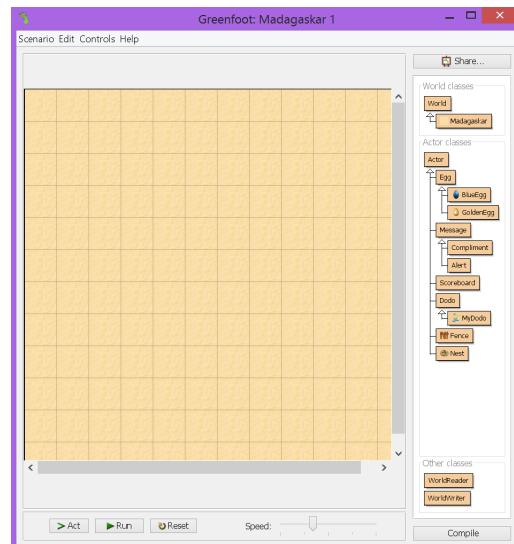 Greenfoot: Madagaskar 1
Scenario Edit Controls Help
Share...
World classes
World
Madagaskar
Actor classes
Actor
Egg
BlueEgg
GoldenEgg
Message
Compliment
Alert
Scoreboard
Dodo
MyDodo
Fence
Nest
Other classes
WorldReader
WorldWriter
Act
Run
Reset
Speed:
Compile